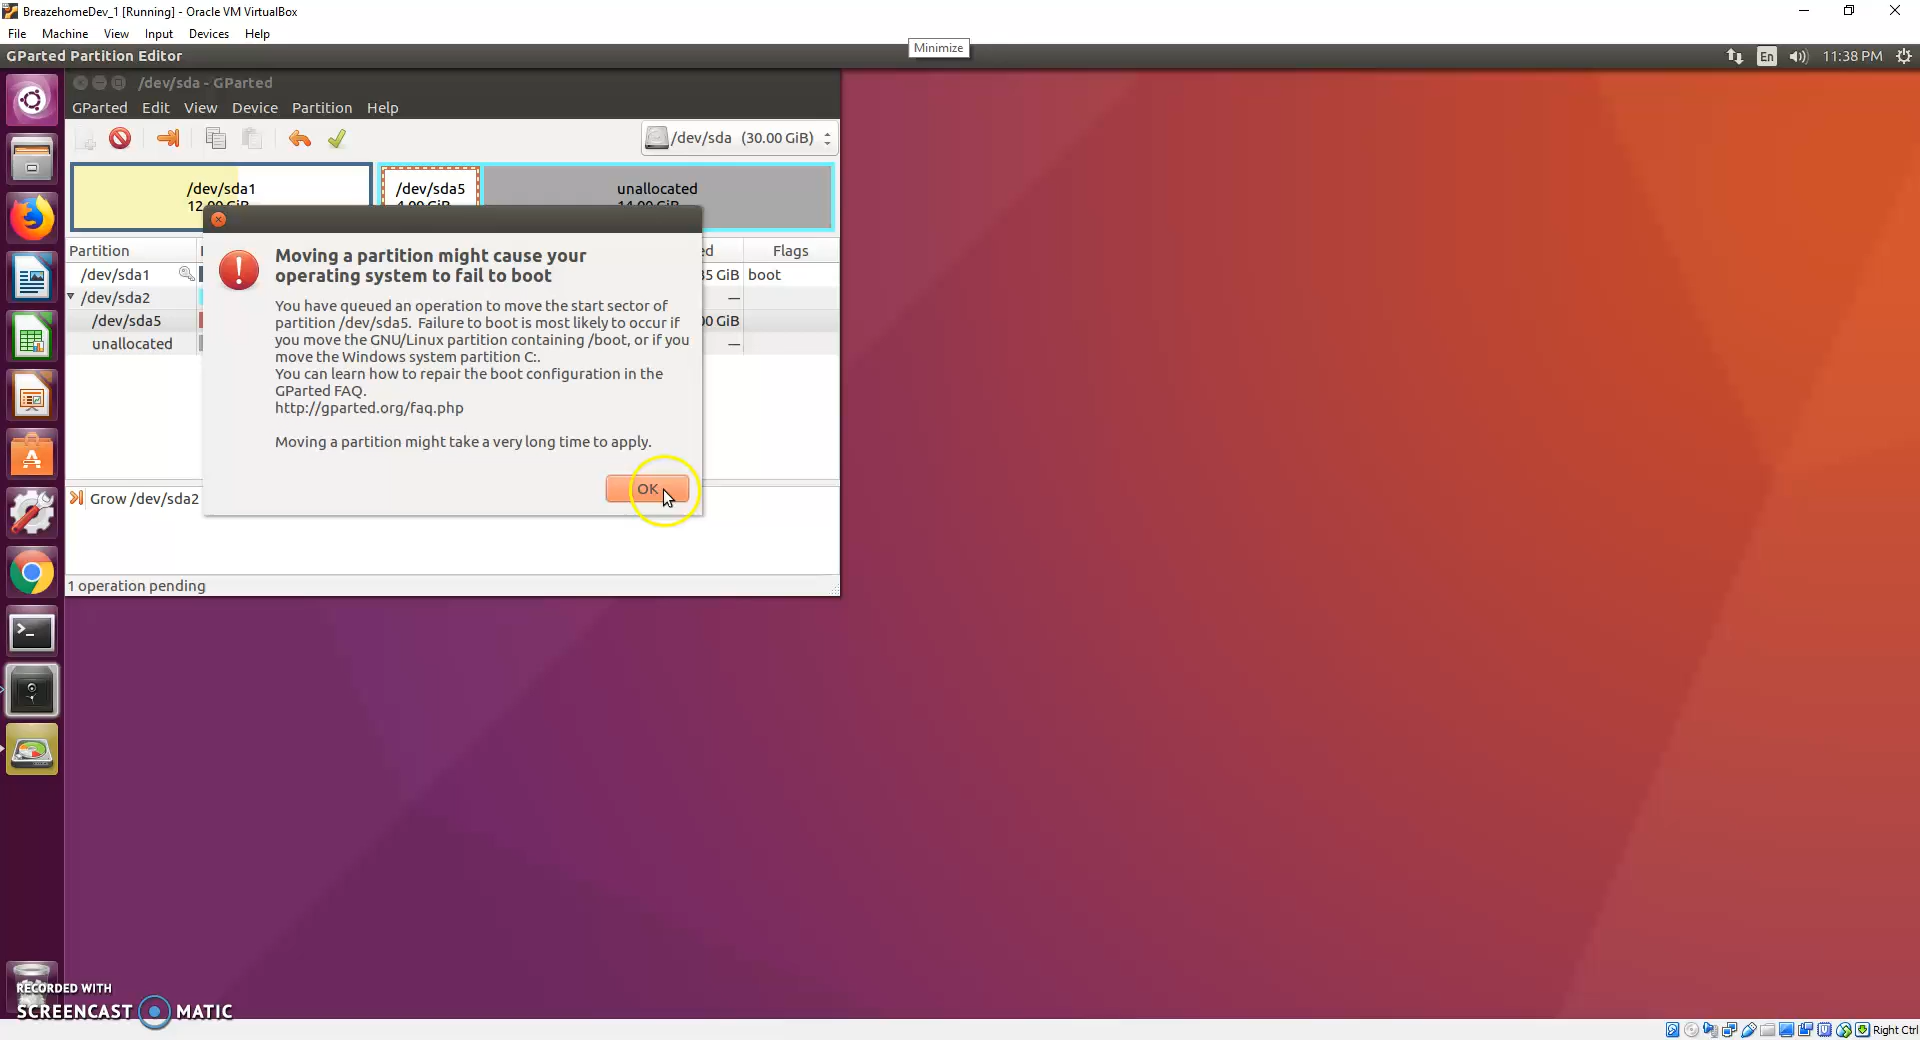 BreazehomeDev_1 [Running] - Oracle VM VirtualBox
File Machine View Input Devices Help
GParted Partition Editor
Minimize
En
11:38 PM
/dev/sda - GParted
GParted Edit View Device Partition Help
/dev/sda (30.00 GiB)
/dev/sda1
/dev/sda5
unallocated
Partition
Flags
/dev/sda1
boot
/dev/sda2
—
/dev/sda5
unallocated
—
Moving a partition might cause your
operating system to fail to boot
You have queued an operation to move the start sector of
partition /dev/sda5. Failure to boot is most likely to occur if
you move the GNU/Linux partition containing /boot, or if you
move the Windows system partition C:.
You can learn how to repair the boot configuration in the
GParted FAQ.
http://gparted.org/faq.php
Moving a partition might take a very long time to apply.
OK
Grow /dev/sda2
1 operation pending
RECORDED WITH
SCREENCAST MATIC
Right Ctrl